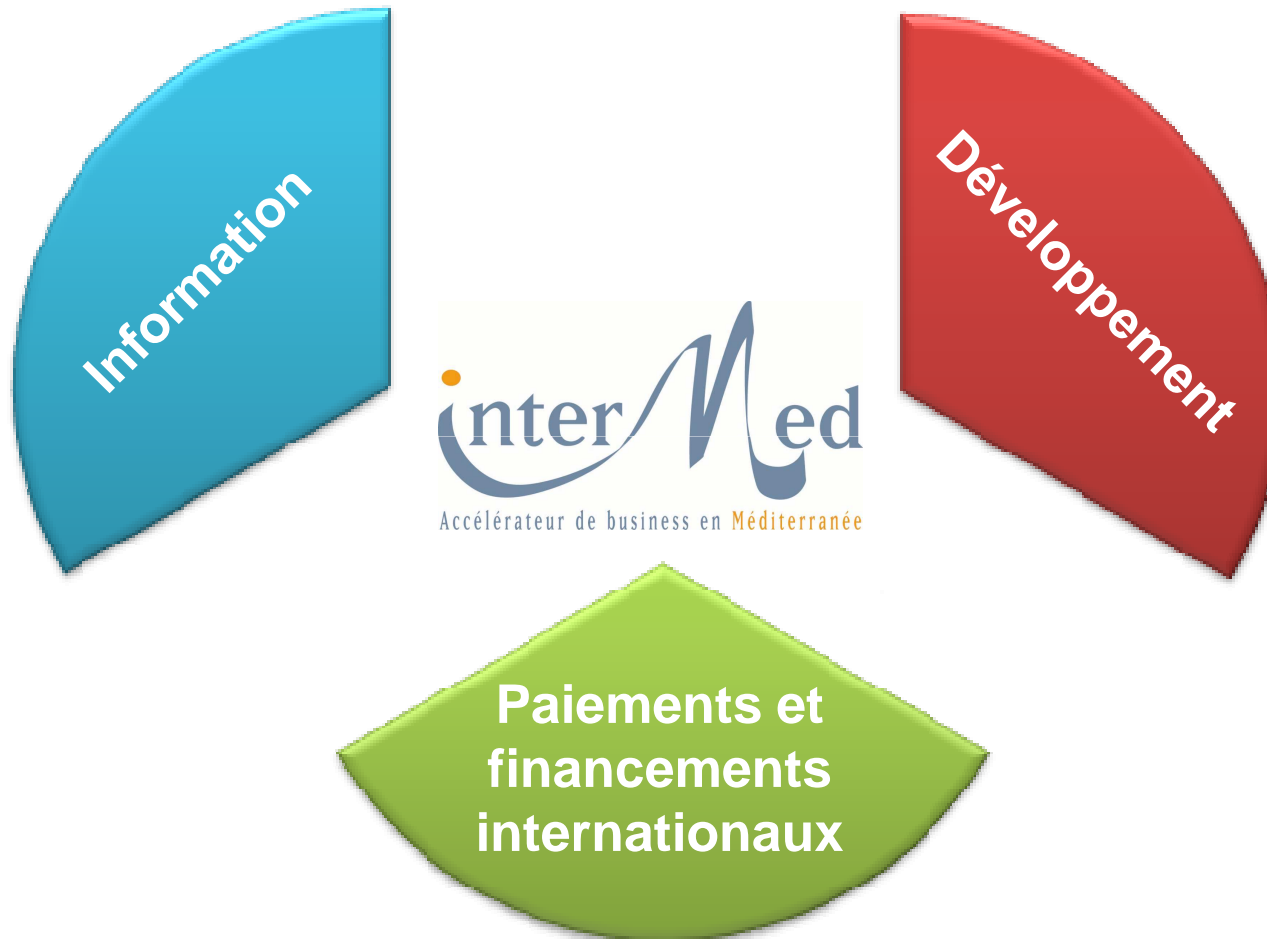 Information
Développement
interMed
Accélérateur de business en Méditerranée
Paiements et
financements
internationaux